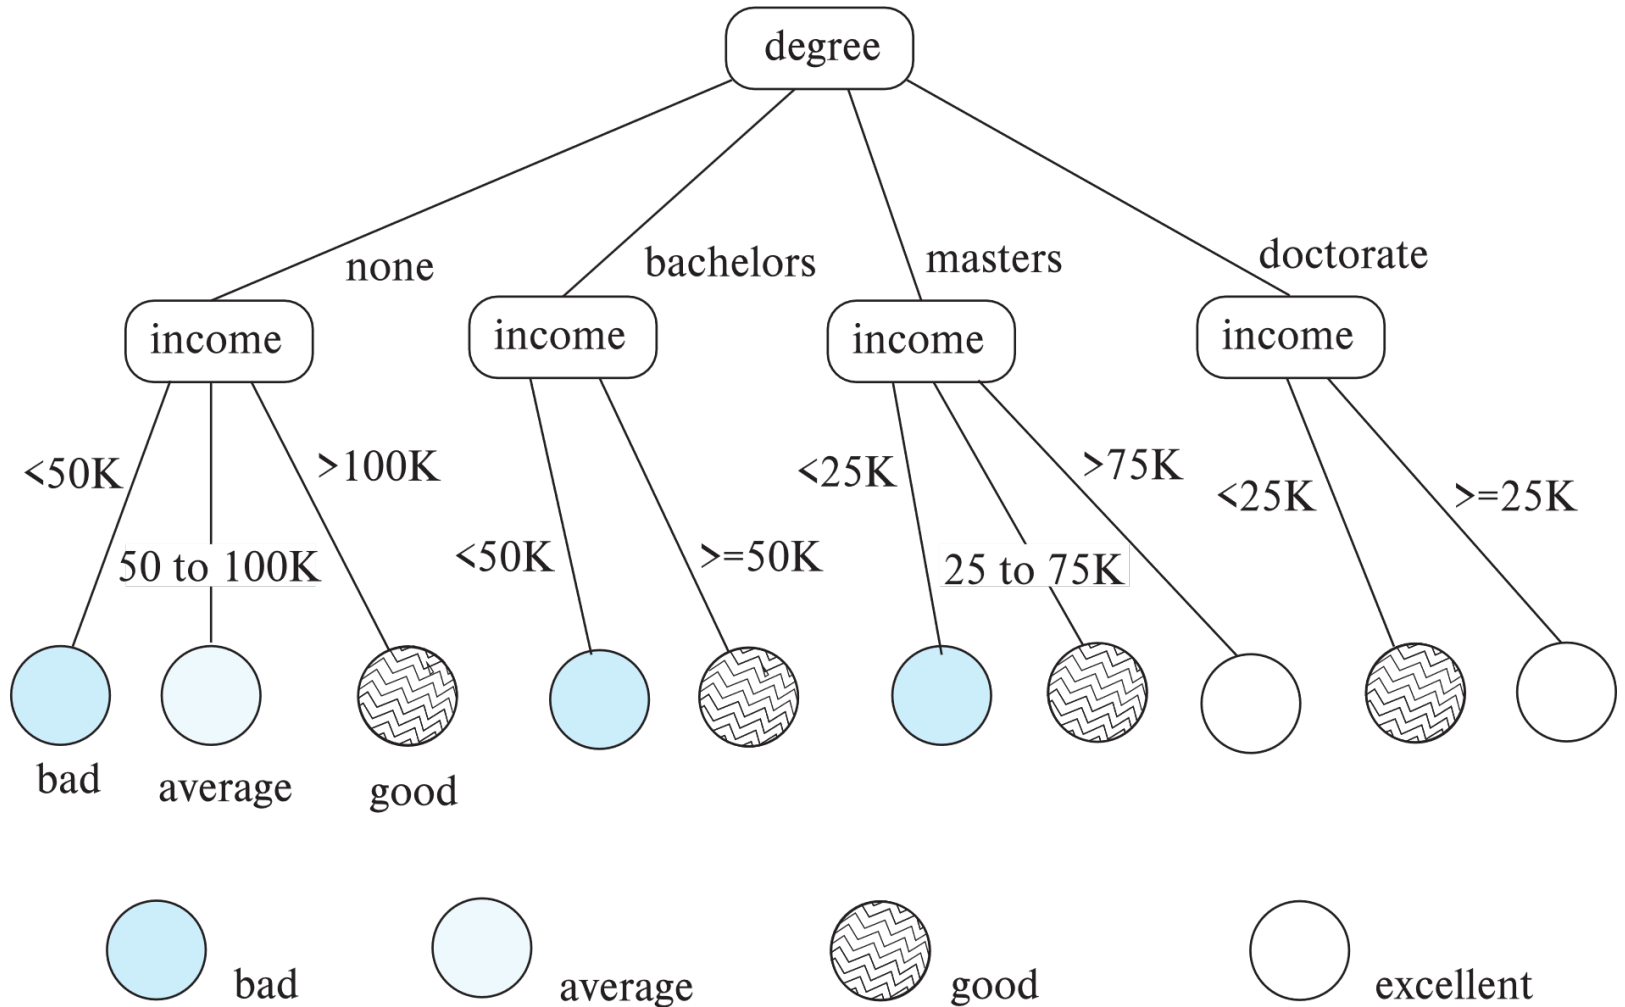 degree
none
bachelors
masters
doctorate
income
income
income
income
<50K
50 to 100K
>100K
<50K
>=50K
<25K
25 to 75K
>75K
<25K
>=25K
bad
average
good
bad
average
good
excellent